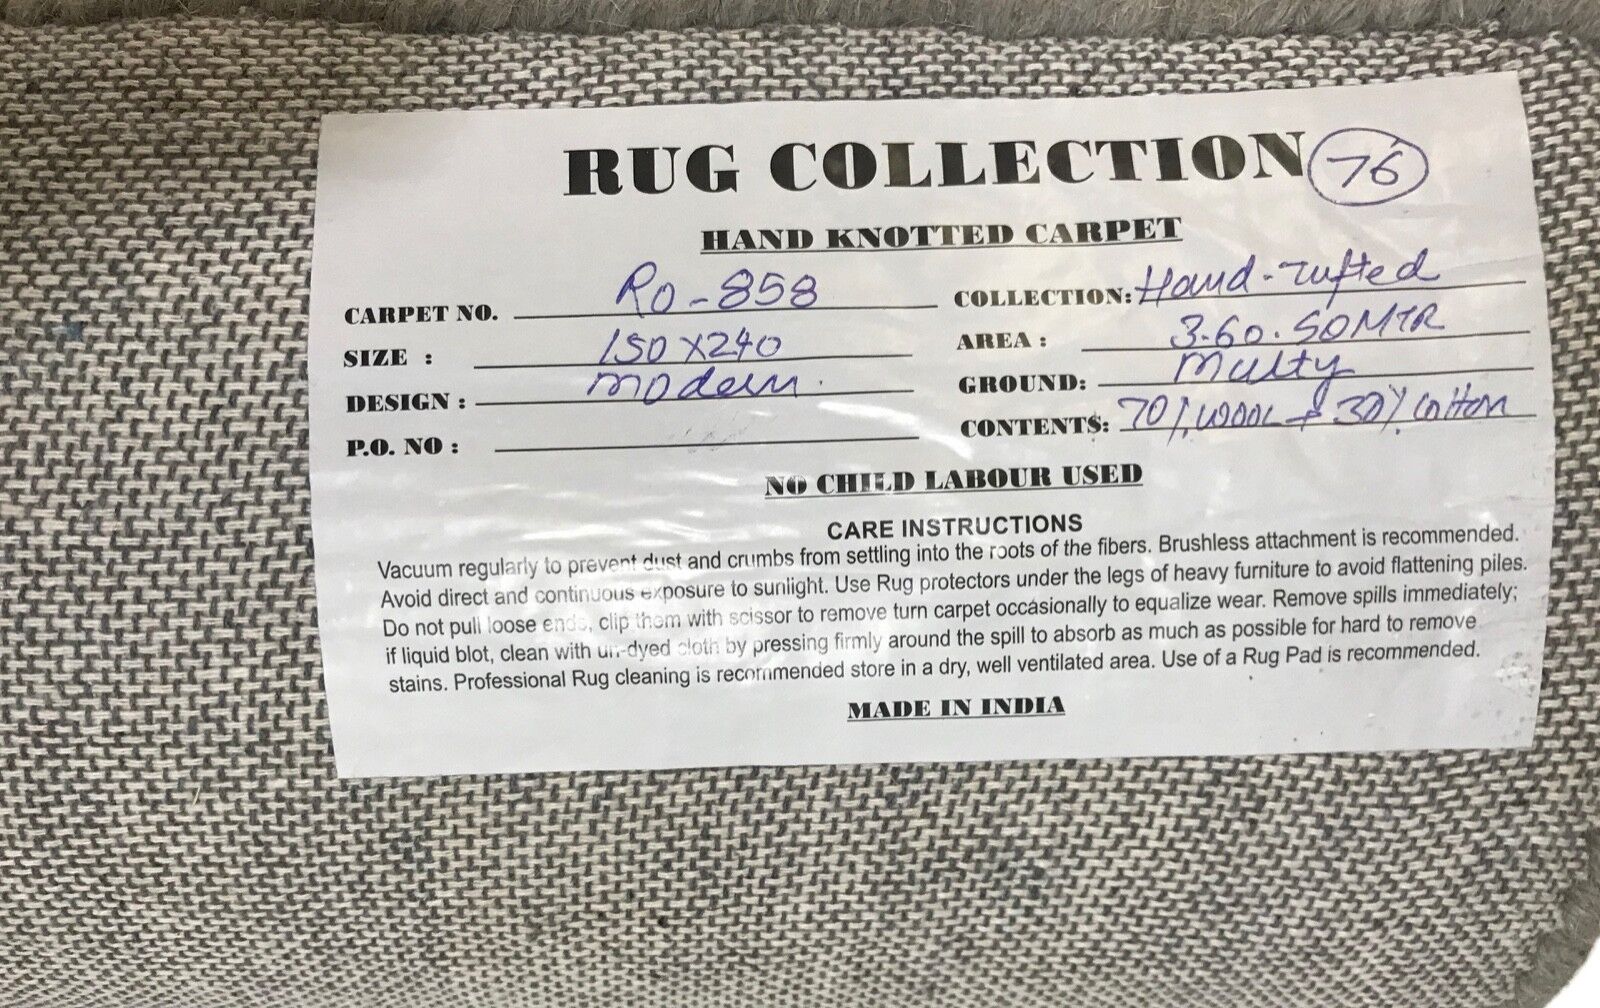 RUG COLLECTION 76
HAND KNOTTED CARPET
CARPET NO. RO-858 COLLECTION: Hand-Tufted
SIZE : 150X240 AREA : 3.60.SQMTR
DESIGN : modern. GROUND: Multy
P.O. NO : CONTENTS: 70% WOOL + 30% Cotton
NO CHILD LABOUR USED
CARE INSTRUCTIONS
Vacuum regularly to prevent dust and crumbs from settling into the roots of the fibers. Brushless attachment is recommended.
Avoid direct and continuous exposure to sunlight. Use Rug protectors under the legs of heavy furniture to avoid flattening piles.
Do not pull loose ends, clip them with scissor to remove turn carpet occasionally to equalize wear. Remove spills immediately;
if liquid blot, clean with un-dyed cloth by pressing firmly around the spill to absorb as much as possible for hard to remove
stains. Professional Rug cleaning is recommended store in a dry, well ventilated area. Use of a Rug Pad is recommended.
MADE IN INDIA